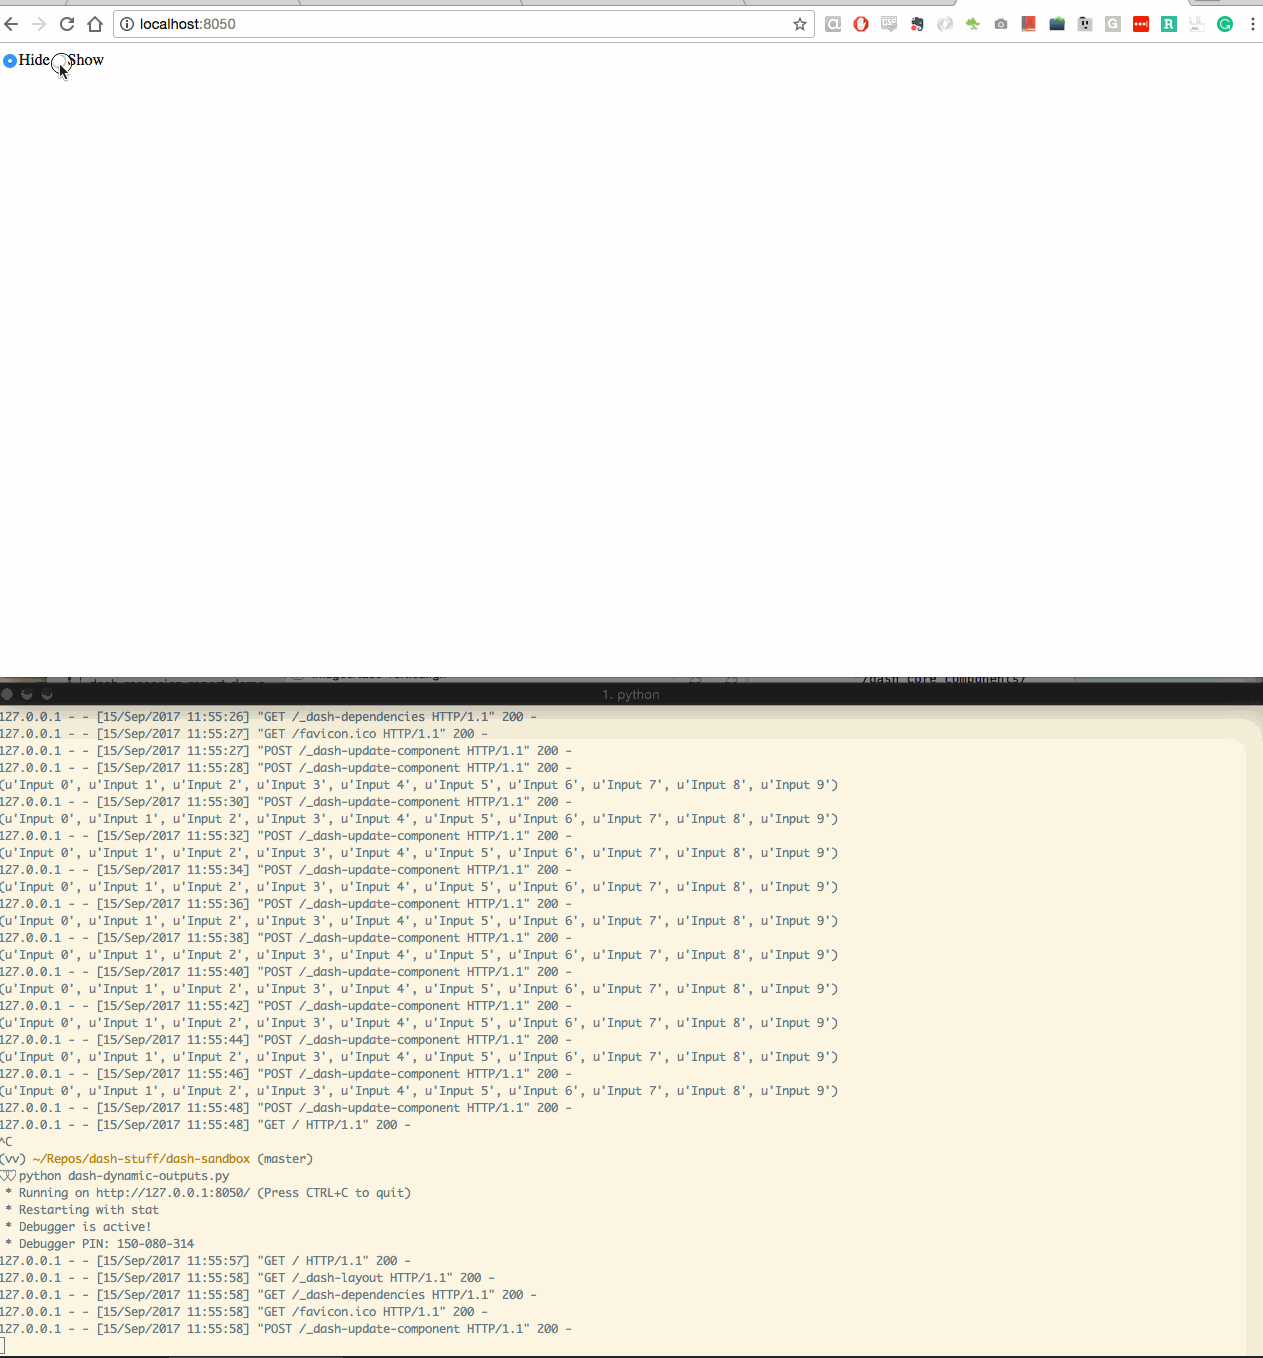 localhost:8050
Hide Show
1. python
127.0.0.1 - - [15/Sep/2017 11:55:26] "GET /_dash-dependencies HTTP/1.1" 200 -
127.0.0.1 - - [15/Sep/2017 11:55:27] "GET /favicon.ico HTTP/1.1" 200 -
127.0.0.1 - - [15/Sep/2017 11:55:27] "POST /_dash-update-component HTTP/1.1" 200 -
127.0.0.1 - - [15/Sep/2017 11:55:28] "POST /_dash-update-component HTTP/1.1" 200 -
(u'Input 0', u'Input 1', u'Input 2', u'Input 3', u'Input 4', u'Input 5', u'Input 6', u'Input 7', u'Input 8', u'Input 9')
127.0.0.1 - - [15/Sep/2017 11:55:30] "POST /_dash-update-component HTTP/1.1" 200 -
(u'Input 0', u'Input 1', u'Input 2', u'Input 3', u'Input 4', u'Input 5', u'Input 6', u'Input 7', u'Input 8', u'Input 9')
127.0.0.1 - - [15/Sep/2017 11:55:32] "POST /_dash-update-component HTTP/1.1" 200 -
(u'Input 0', u'Input 1', u'Input 2', u'Input 3', u'Input 4', u'Input 5', u'Input 6', u'Input 7', u'Input 8', u'Input 9')
127.0.0.1 - - [15/Sep/2017 11:55:34] "POST /_dash-update-component HTTP/1.1" 200 -
(u'Input 0', u'Input 1', u'Input 2', u'Input 3', u'Input 4', u'Input 5', u'Input 6', u'Input 7', u'Input 8', u'Input 9')
127.0.0.1 - - [15/Sep/2017 11:55:36] "POST /_dash-update-component HTTP/1.1" 200 -
(u'Input 0', u'Input 1', u'Input 2', u'Input 3', u'Input 4', u'Input 5', u'Input 6', u'Input 7', u'Input 8', u'Input 9')
127.0.0.1 - - [15/Sep/2017 11:55:38] "POST /_dash-update-component HTTP/1.1" 200 -
(u'Input 0', u'Input 1', u'Input 2', u'Input 3', u'Input 4', u'Input 5', u'Input 6', u'Input 7', u'Input 8', u'Input 9')
127.0.0.1 - - [15/Sep/2017 11:55:40] "POST /_dash-update-component HTTP/1.1" 200 -
(u'Input 0', u'Input 1', u'Input 2', u'Input 3', u'Input 4', u'Input 5', u'Input 6', u'Input 7', u'Input 8', u'Input 9')
127.0.0.1 - - [15/Sep/2017 11:55:42] "POST /_dash-update-component HTTP/1.1" 200 -
(u'Input 0', u'Input 1', u'Input 2', u'Input 3', u'Input 4', u'Input 5', u'Input 6', u'Input 7', u'Input 8', u'Input 9')
127.0.0.1 - - [15/Sep/2017 11:55:44] "POST /_dash-update-component HTTP/1.1" 200 -
(u'Input 0', u'Input 1', u'Input 2', u'Input 3', u'Input 4', u'Input 5', u'Input 6', u'Input 7', u'Input 8', u'Input 9')
127.0.0.1 - - [15/Sep/2017 11:55:46] "POST /_dash-update-component HTTP/1.1" 200 -
(u'Input 0', u'Input 1', u'Input 2', u'Input 3', u'Input 4', u'Input 5', u'Input 6', u'Input 7', u'Input 8', u'Input 9')
127.0.0.1 - - [15/Sep/2017 11:55:48] "POST /_dash-update-component HTTP/1.1" 200 -
127.0.0.1 - - [15/Sep/2017 11:55:48] "GET / HTTP/1.1" 200 -
^C
(vv) ~/Repos/dash-stuff/dash-sandbox (master)
♡♡ python dash-dynamic-outputs.py
* Running on http://127.0.0.1:8050/ (Press CTRL+C to quit)
* Restarting with stat
* Debugger is active!
* Debugger PIN: 150-080-314
127.0.0.1 - - [15/Sep/2017 11:55:57] "GET / HTTP/1.1" 200 -
127.0.0.1 - - [15/Sep/2017 11:55:58] "GET /_dash-layout HTTP/1.1" 200 -
127.0.0.1 - - [15/Sep/2017 11:55:58] "GET /_dash-dependencies HTTP/1.1" 200 -
127.0.0.1 - - [15/Sep/2017 11:55:58] "GET /favicon.ico HTTP/1.1" 200 -
127.0.0.1 - - [15/Sep/2017 11:55:58] "POST /_dash-update-component HTTP/1.1" 200 -